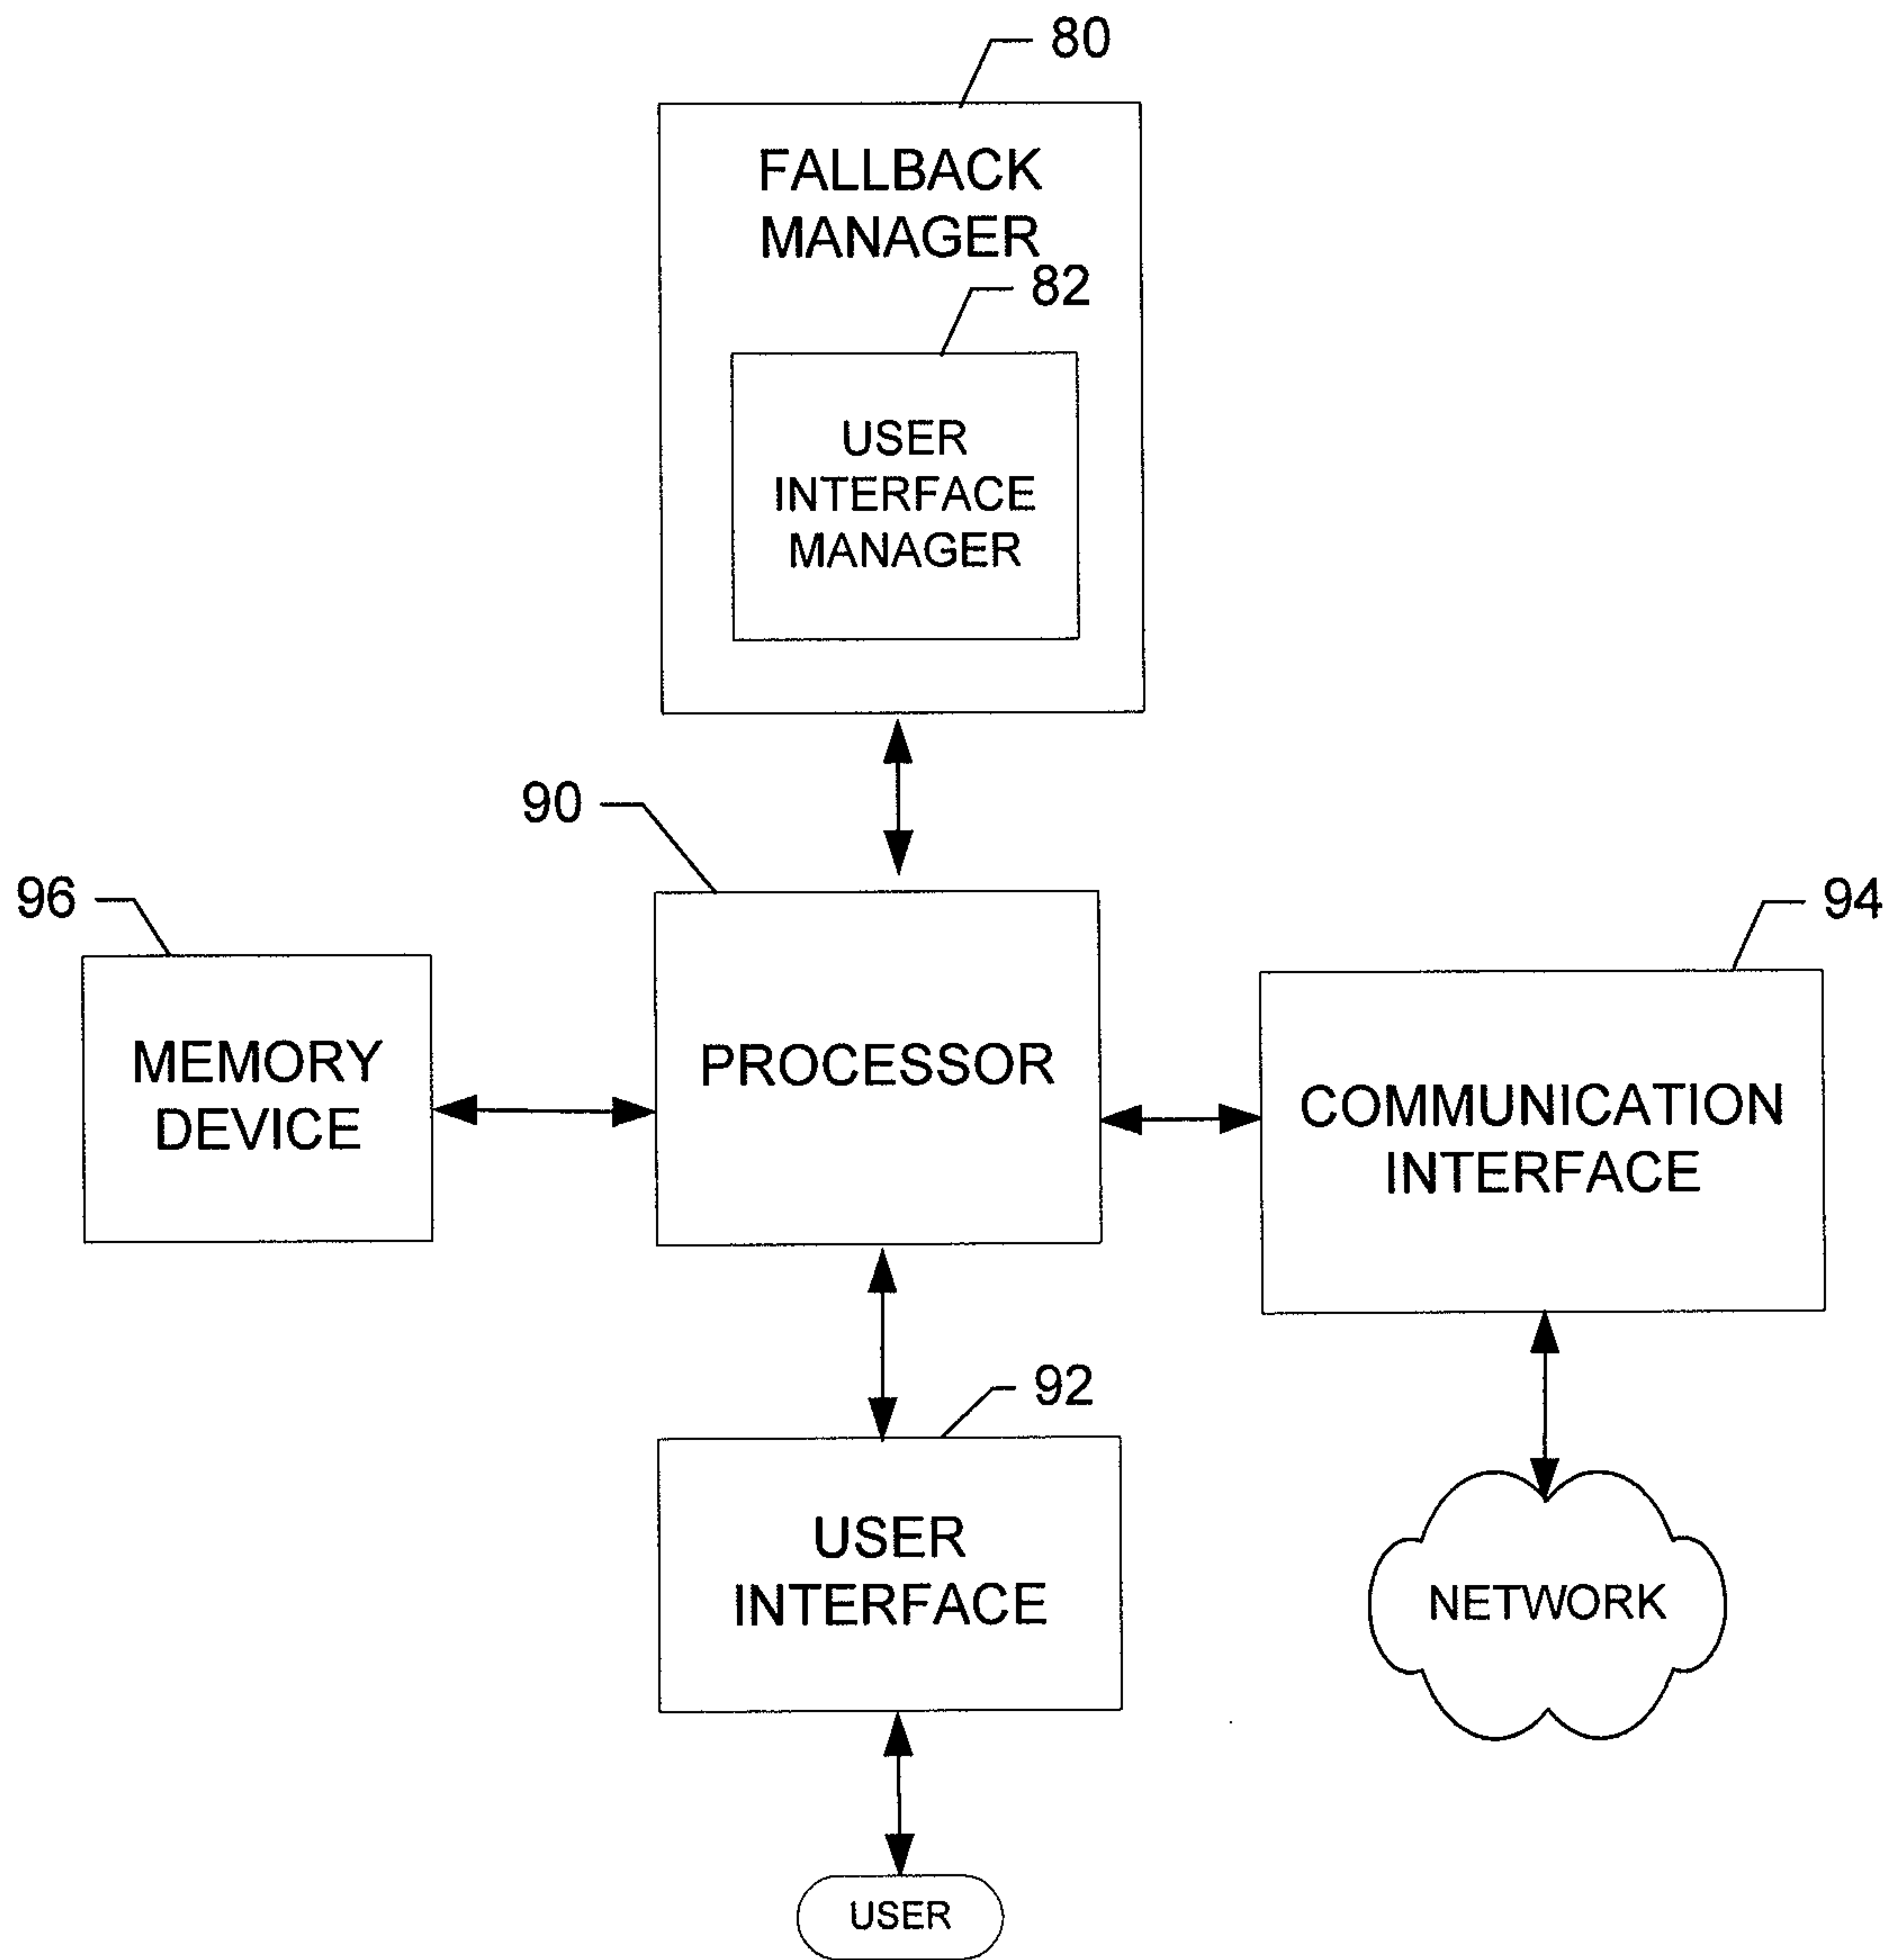 80
FALLBACK
MANAGER
82
USER
INTERFACE
MANAGER
90
96
94
MEMORY
DEVICE
PROCESSOR
COMMUNICATION
INTERFACE
92
USER
INTERFACE
NETWORK
USER